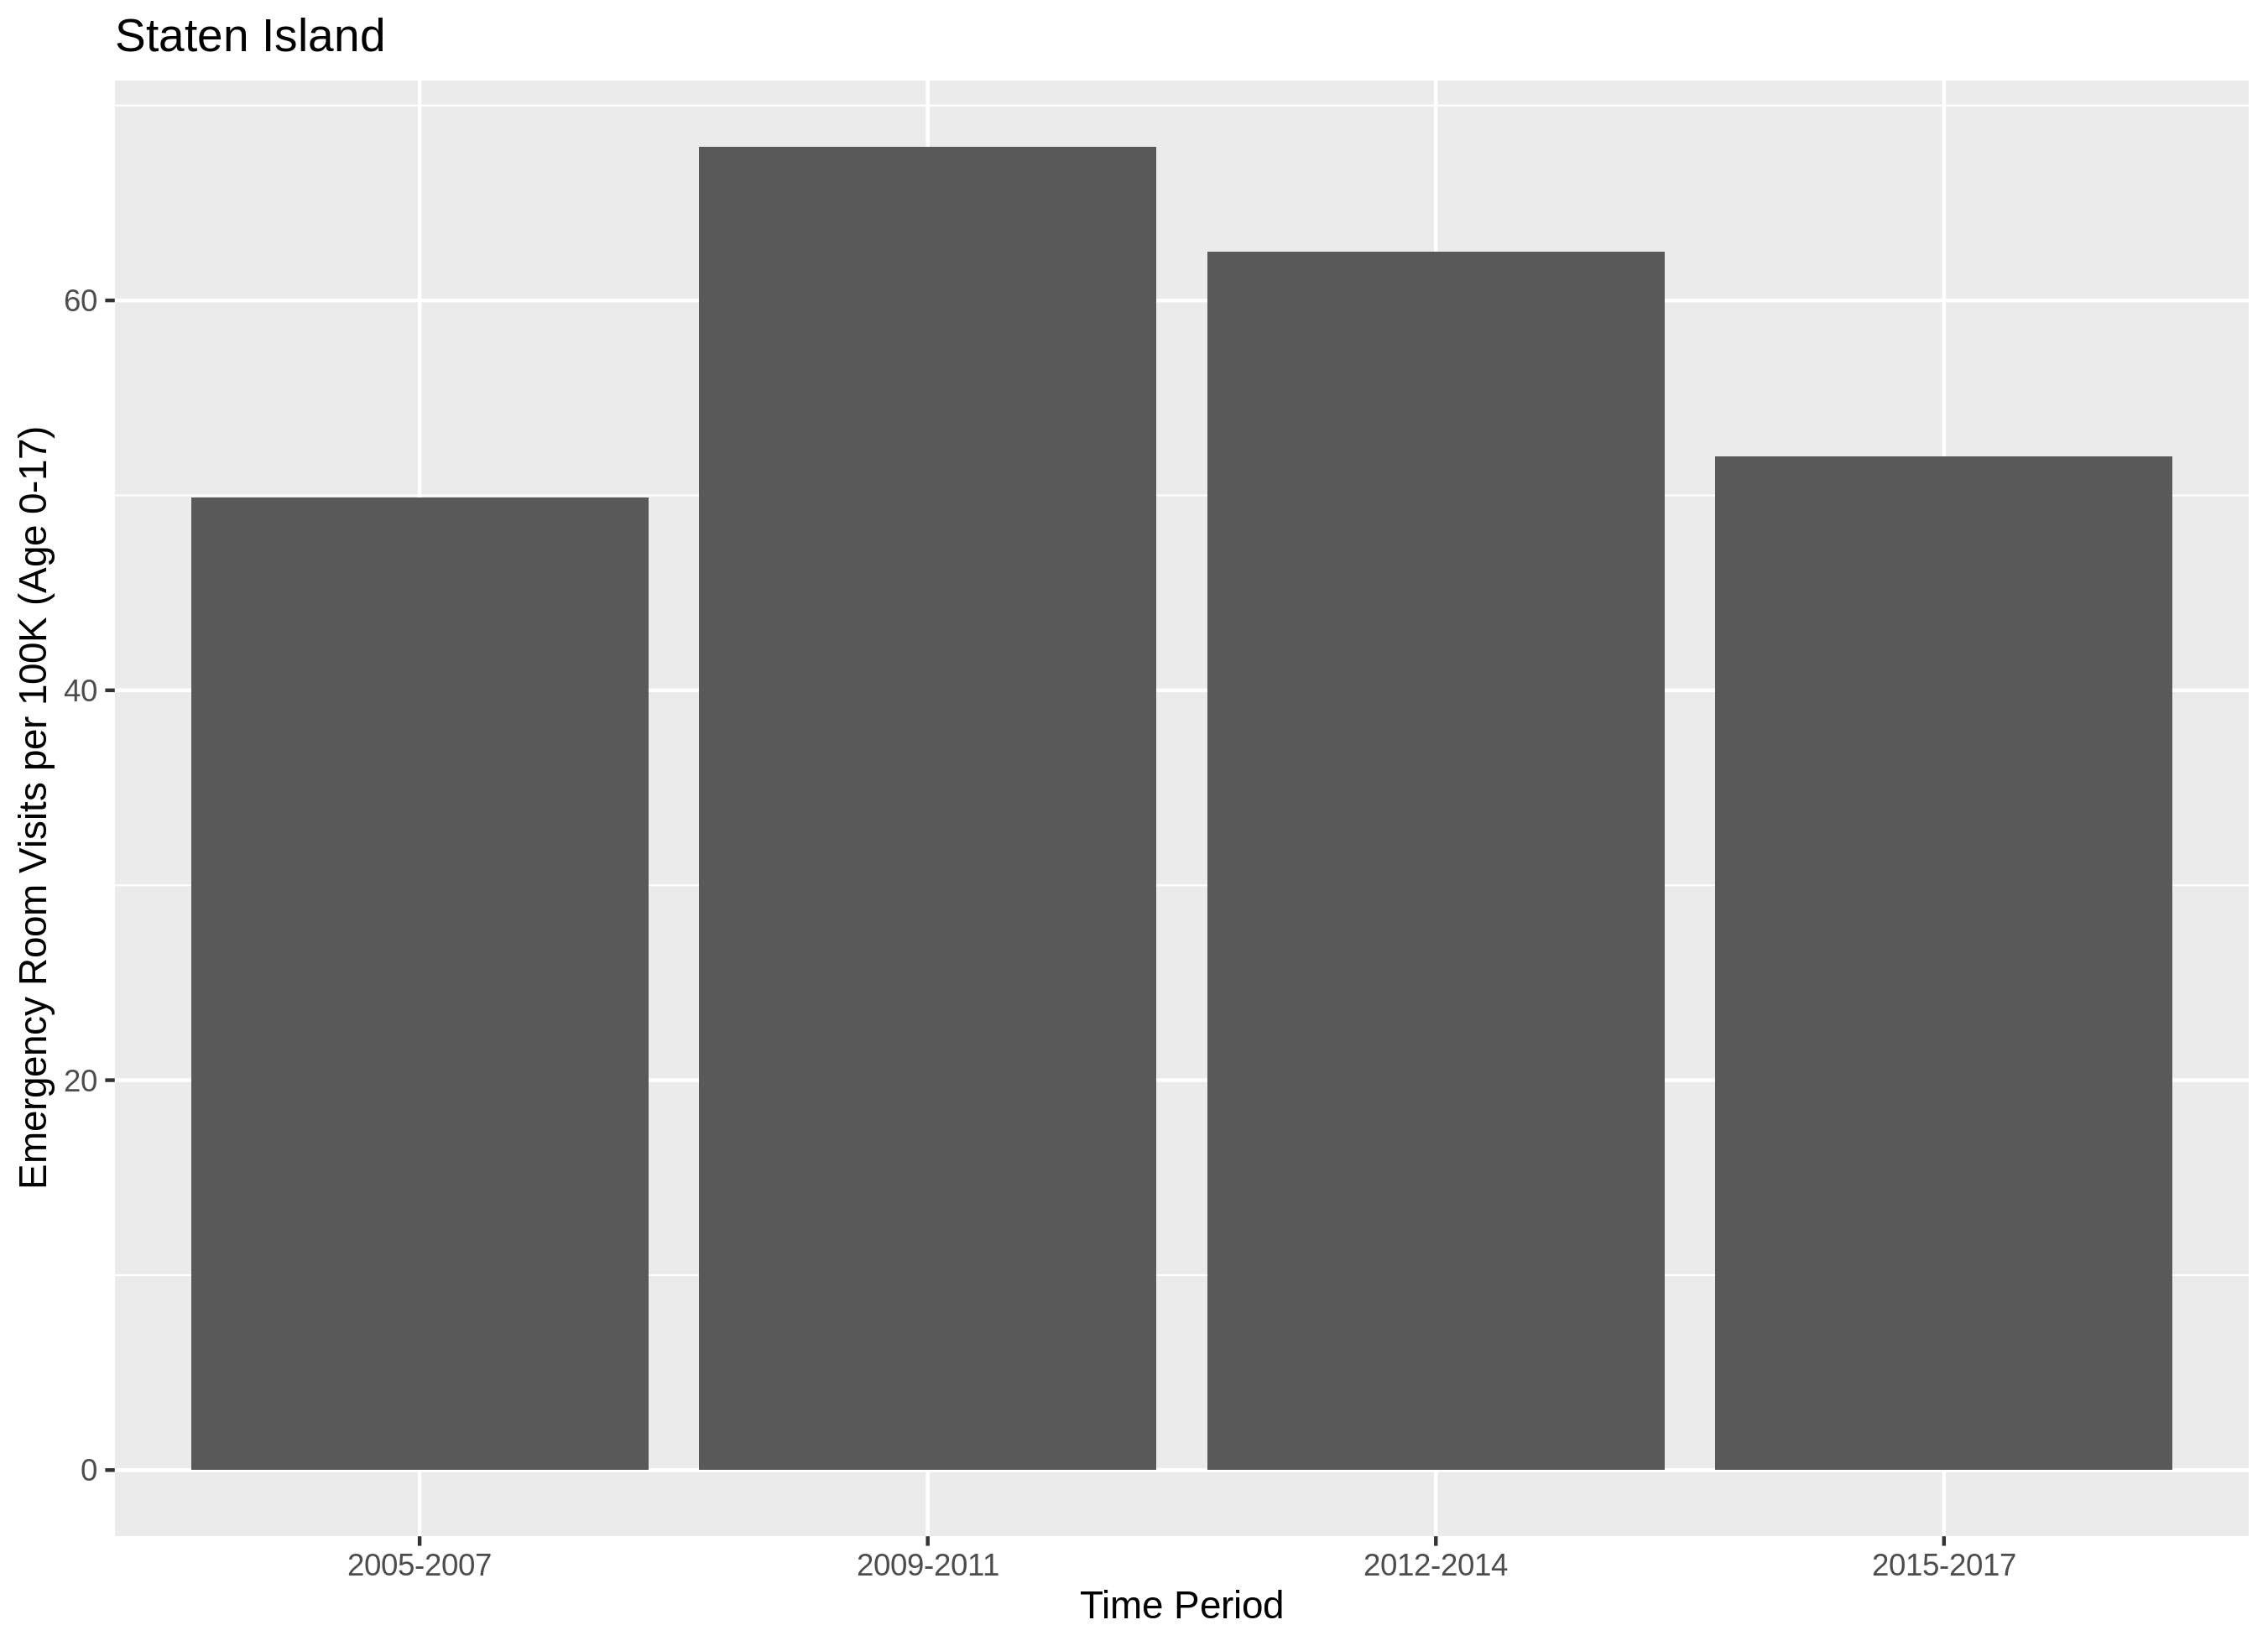 Staten Island
Emergency Room Visits per 100K (Age 0-17)
60
40
20
0
2005-2007 2009-2011 2012-2014 2015-2017
Time Period